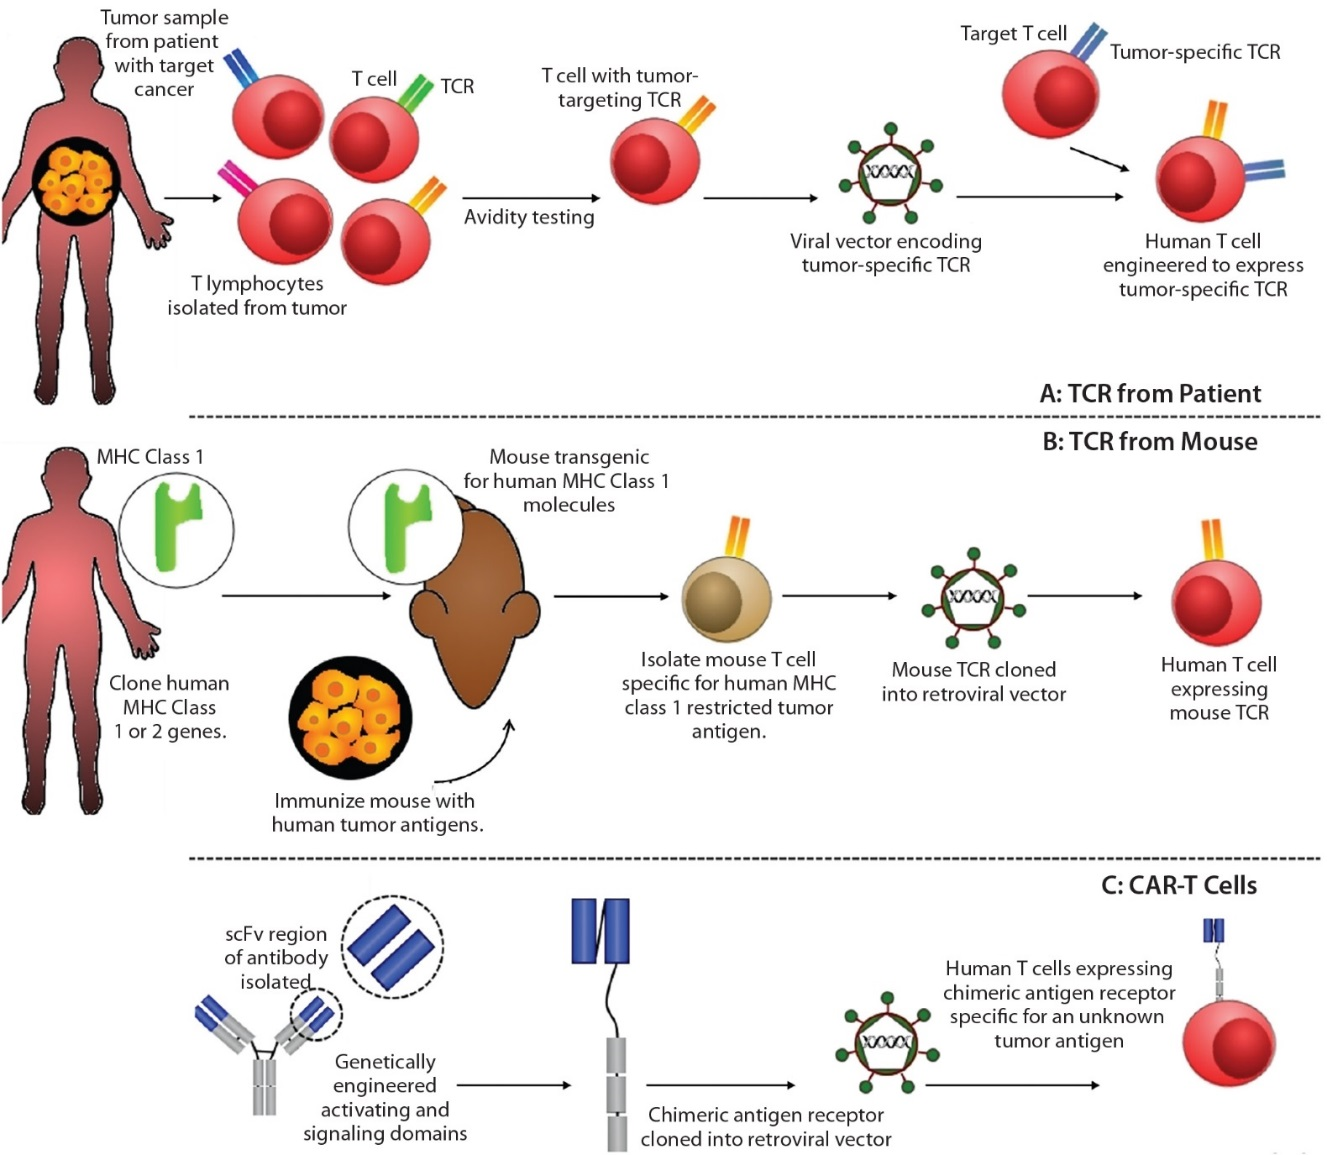 Tumor sample
from patient
with target
cancer
T cell
TCR
T lymphocytes
isolated from tumor
Avidity testing
T cell with tumor-
targeting TCR
Viral vector encoding
tumor-specific TCR
Target T cell
Tumor-specific TCR
Human T cell
engineered to express
tumor-specific TCR
A: TCR from Patient
B: TCR from Mouse
MHC Class 1
Clone human
MHC Class
1 or 2 genes.
Mouse transgenic
for human MHC Class 1
molecules
Immunize mouse with
human tumor antigens.
Isolate mouse T cell
specific for human MHC
class 1 restricted tumor
antigen.
Mouse TCR cloned
into retroviral vector
Human T cell
expressing
mouse TCR
C: CAR-T Cells
scFv region
of antibody
isolated
Genetically
engineered
activating and
signaling domains
Chimeric antigen receptor
cloned into retroviral vector
Human T cells expressing
chimeric antigen receptor
specific for an unknown
tumor antigen